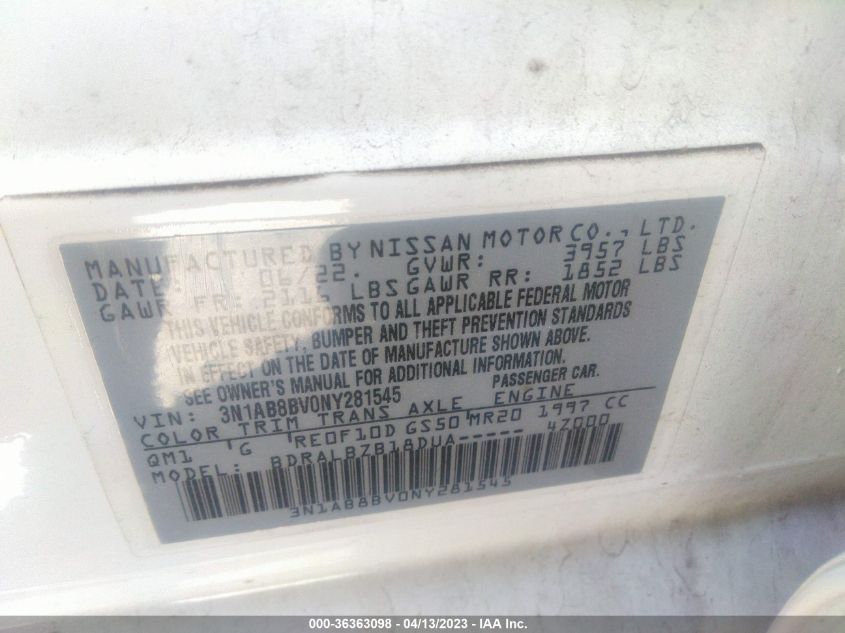 MANUFACTURED BY NISSAN MOTOR CO., LTD.
DATE: 06/22. GVWR: 3957 LBS
GAWR FR: 2115 LBS GAWR RR: 1852 LBS
THIS VEHICLE CONFORMS TO ALL APPLICABLE FEDERAL MOTOR
VEHICLE SAFETY, BUMPER AND THEFT PREVENTION STANDARDS
IN EFFECT ON THE DATE OF MANUFACTURE SHOWN ABOVE.
SEE OWNER'S MANUAL FOR ADDITIONAL INFORMATION.
VIN: 3N1AB8BV0NY281545 PASSENGER CAR.
COLOR TRIM TRANS AXLE ENGINE
QM1 G RE0F10D GS50 MR20 1997 CC
MODEL: BDRALBZB18DUA----- 4Z000
3N1AB8BV0NY281545
000-36363098 - 04/13/2023 - IAA Inc.